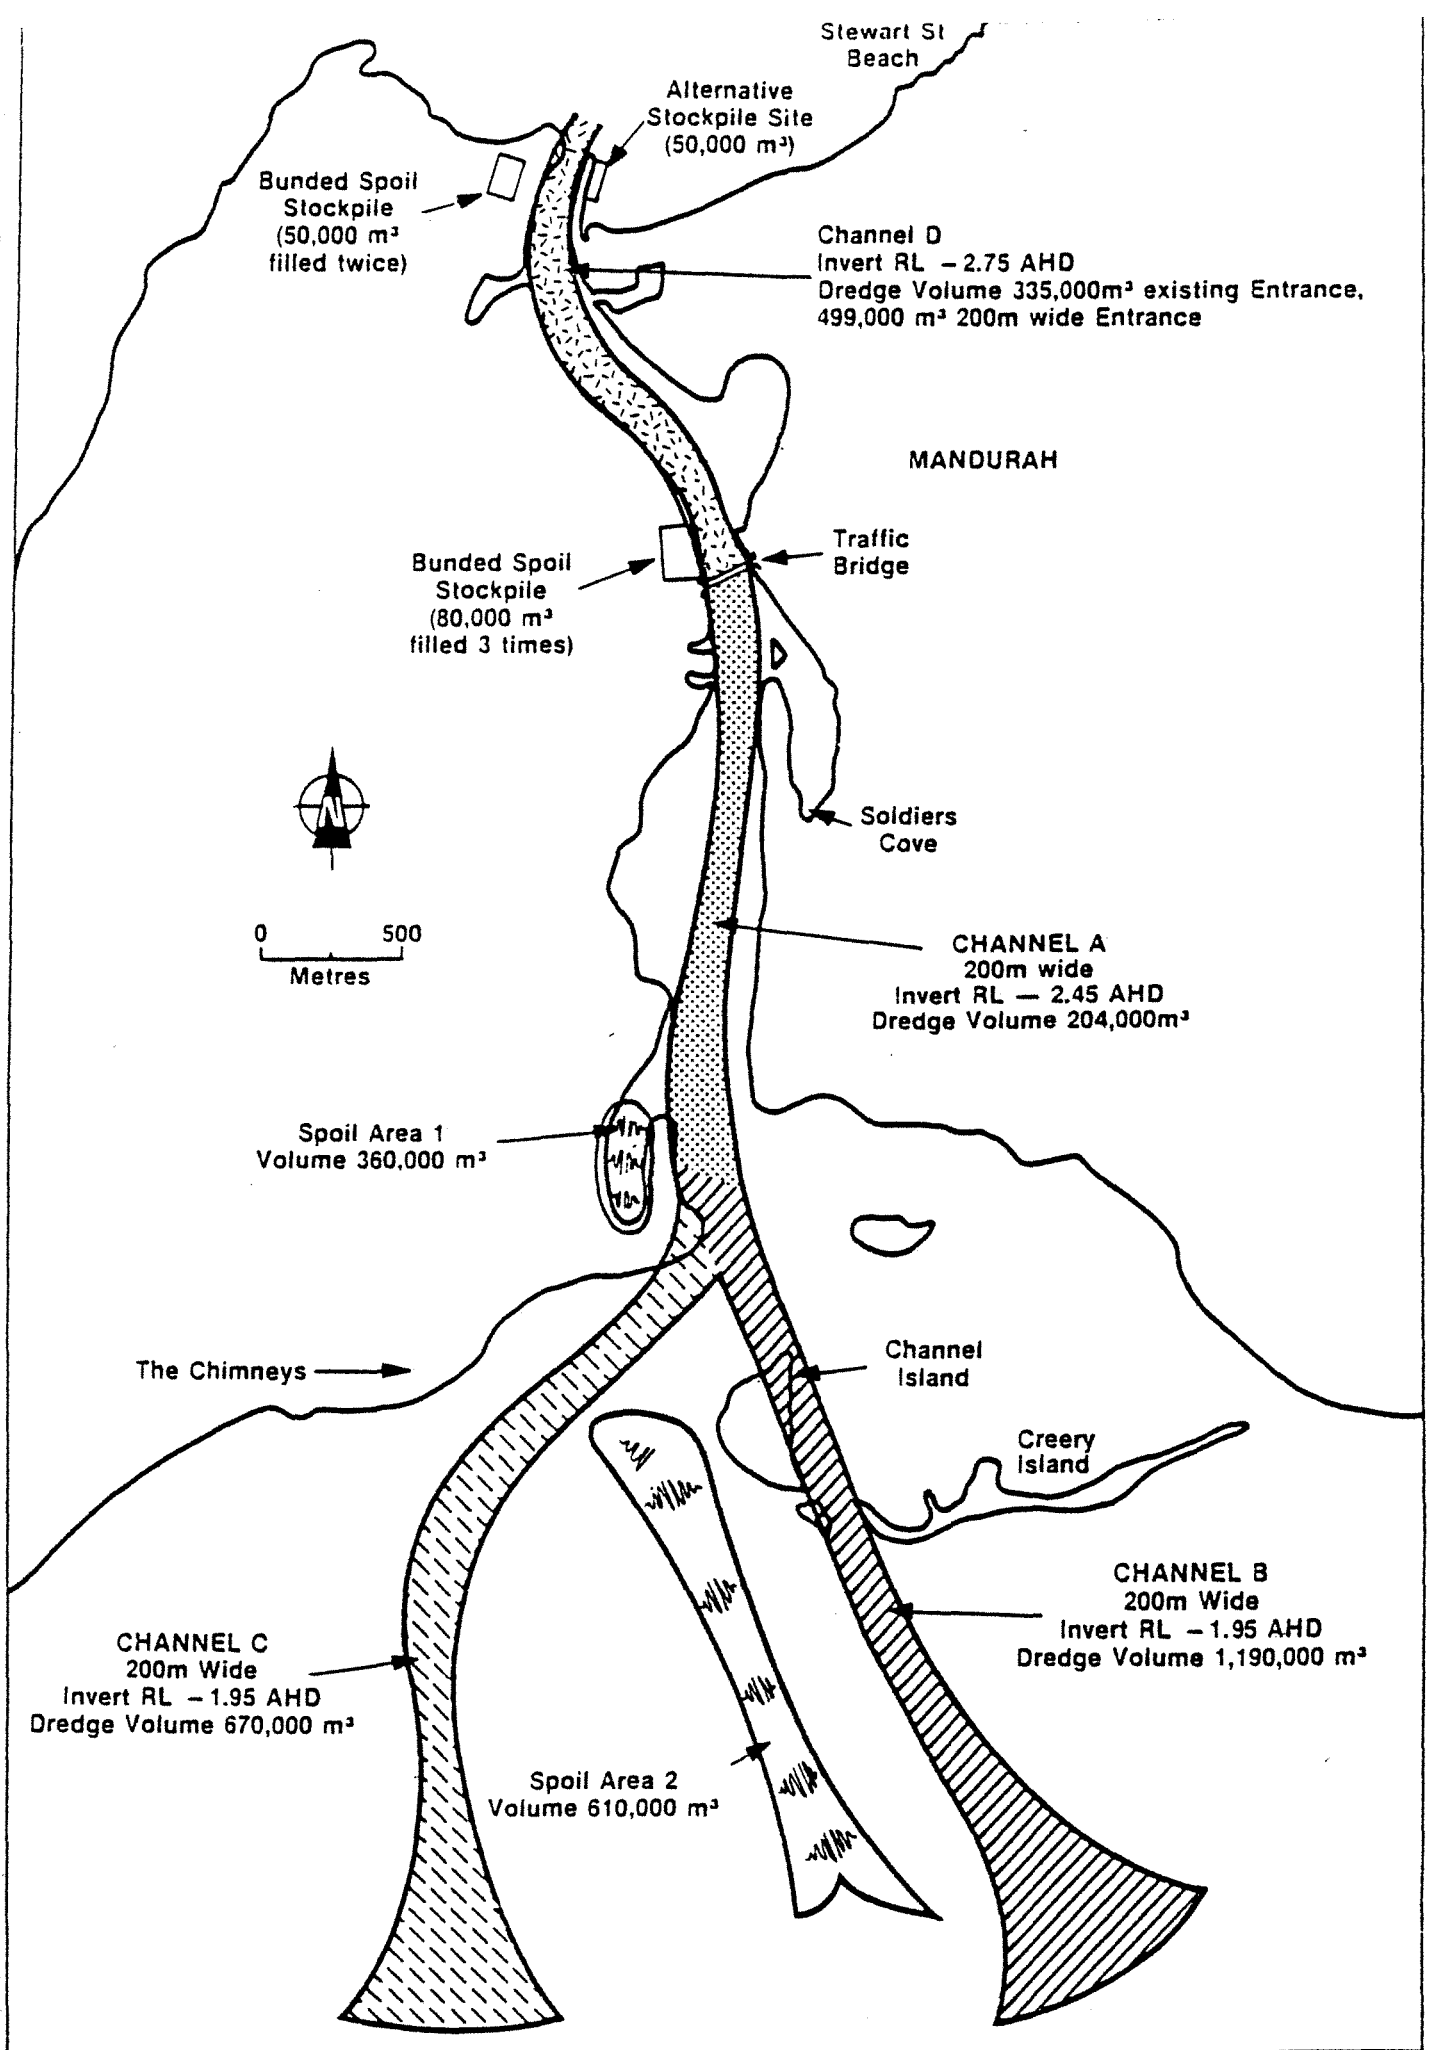 Stewart St
Beach
Alternative
Stockpile Site
(50,000 m³)
Bunded Spoil
Stockpile
(50,000 m³
filled twice)
Channel D
Invert RL – 2.75 AHD
Dredge Volume 335,000m³ existing Entrance,
499,000 m³ 200m wide Entrance
MANDURAH
Traffic
Bridge
Bunded Spoil
Stockpile
(80,000 m³
filled 3 times)
N
Soldiers
Cove
0 500
Metres
CHANNEL A
200m wide
Invert RL — 2.45 AHD
Dredge Volume 204,000m³
Spoil Area 1
Volume 360,000 m³
Channel
Island
The Chimneys
Creery
Island
CHANNEL B
200m Wide
Invert RL – 1.95 AHD
Dredge Volume 1,190,000 m³
CHANNEL C
200m Wide
Invert RL – 1.95 AHD
Dredge Volume 670,000 m³
Spoil Area 2
Volume 610,000 m³